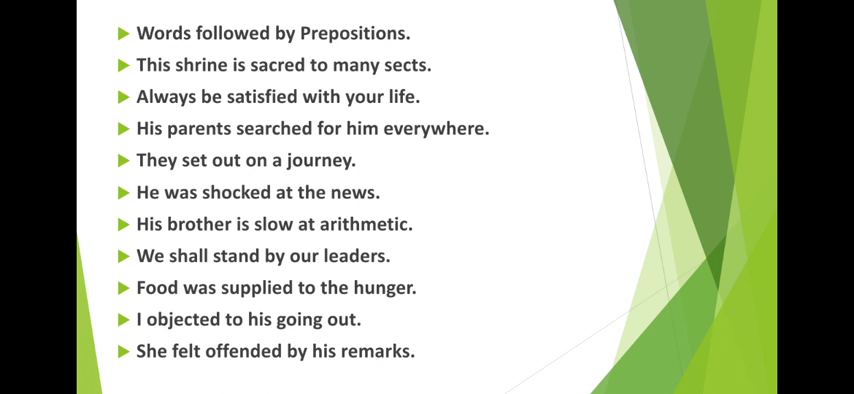 Words followed by Prepositions.
This shrine is sacred to many sects.
Always be satisfied with your life.
His parents searched for him everywhere.
They set out on a journey.
He was shocked at the news.
His brother is slow at arithmetic.
We shall stand by our leaders.
Food was supplied to the hunger.
I objected to his going out.
She felt offended by his remarks.